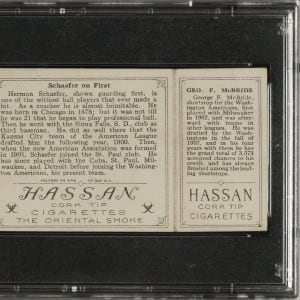 Schaefer on First
Herman Schaefer, shown guarding first, is
one of the wittiest ball players that ever made a
hit. As a coacher he is almost inimitable. He
was born in Chicago in 1878; but it was not till
he was 21 that he began to play professional ball.
Then he went with the Sioux Falls, S. D., club as
third baseman. He did so well there that the
Kansas City team of the American League
drafted him the following year, 1900. Then,
when the new American Association was formed
in 1901, Schaefer joined the St. Paul club. He
has since played with the Colts, St. Paul, Mil-
waukee, and Detroit before joining the Washing-
ton Americans, his present team.
HASSAN
CORK TIP
CIGARETTES
THE ORIENTAL SMOKE
GEO. F. McBRIDE
George F. McBride,
shortstop for the Wash-
ington Americans, first
played with Milwaukee
in 1902, and was after-
ward with teams in
other leagues. He was
drafted by the Wash-
ingtons in the fall of
1907, and in his four
years with them he has
the grand total of 3,373
accepted chances to his
credit, and has always
finished among the lead-
ing shortstops.
HASSAN
CORK TIP
CIGARETTES